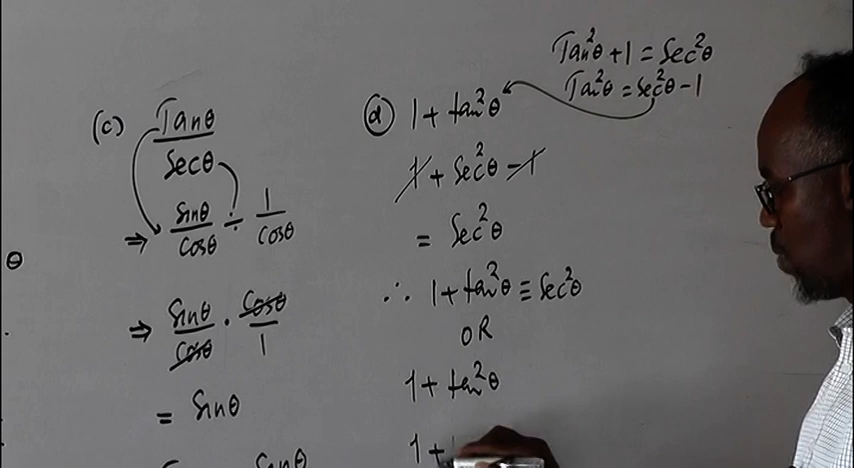 Tan²θ + 1 = Sec²θ
Tan²θ = Sec²θ - 1
(c) Tanθ
Secθ
⇒ Sinθ/Cosθ ÷ 1/Cosθ
⇒ Sinθ/Cosθ · Cosθ/1
= Sinθ
Sinθ
(d) 1 + tan²θ
1 + Sec²θ - 1
= Sec²θ
∴ 1 + tan²θ ≡ Sec²θ
OR
1 + tan²θ
1 +
θ